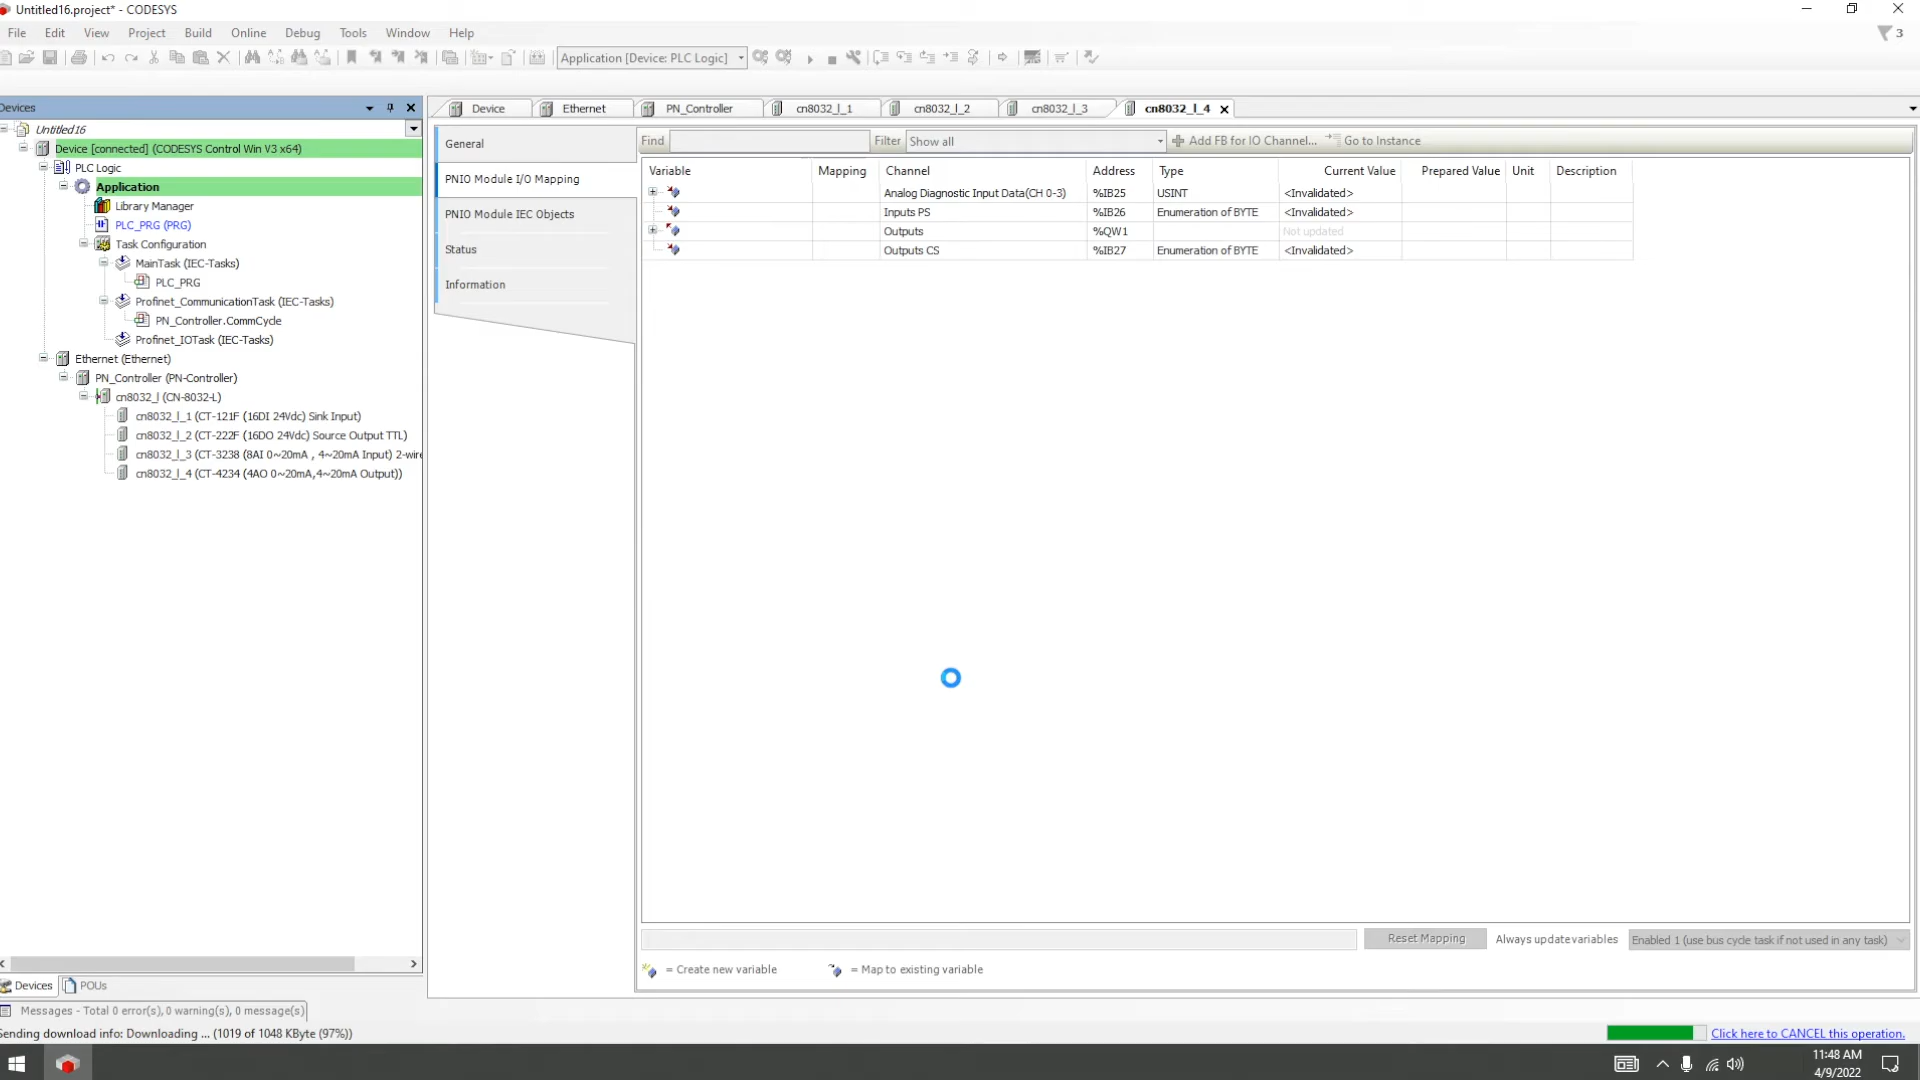 Untitled16.project* - CODESYS
File Edit View Project Build Online Debug Tools Window Help
3
Application [Device: PLC Logic]
Devices
Device Ethernet PN_Controller cn8032_l_1 cn8032_l_2 cn8032_l_3 cn8032_l_4
Untitled16
Device [connected] (CODESYS Control Win V3 x64)
PLC Logic
Application
Library Manager
PLC_PRG (PRG)
Task Configuration
MainTask (IEC-Tasks)
PLC_PRG
Profinet_CommunicationTask (IEC-Tasks)
PN_Controller.CommCycle
Profinet_IOTask (IEC-Tasks)
Ethernet (Ethernet)
PN_Controller (PN-Controller)
cn8032_l (CN-8032-L)
cn8032_l_1 (CT-121F (16DI 24Vdc) Sink Input)
cn8032_l_2 (CT-222F (16DO 24Vdc) Source Output TTL)
cn8032_l_3 (CT-3238 (8AI 0~20mA , 4~20mA Input) 2-wire
cn8032_l_4 (CT-4234 (4AO 0~20mA,4~20mA Output))
Devices POUs
General
PNIO Module I/O Mapping
PNIO Module IEC Objects
Status
Information
Find Filter Show all Add FB for IO Channel... Go to Instance
Variable Mapping Channel Address Type Current Value Prepared Value Unit Description
Analog Diagnostic Input Data(CH 0-3) %IB25 USINT <Invalidated>
Inputs PS %IB26 Enumeration of BYTE <Invalidated>
Outputs %QW1 Not updated
Outputs CS %IB27 Enumeration of BYTE <Invalidated>
Reset Mapping Always update variables Enabled 1 (use bus cycle task if not used in any task)
= Create new variable = Map to existing variable
Messages - Total 0 error(s), 0 warning(s), 0 message(s)
Sending download info: Downloading ... (1019 of 1048 KByte (97%)) Click here to CANCEL this operation.
11:48 AM
4/9/2022